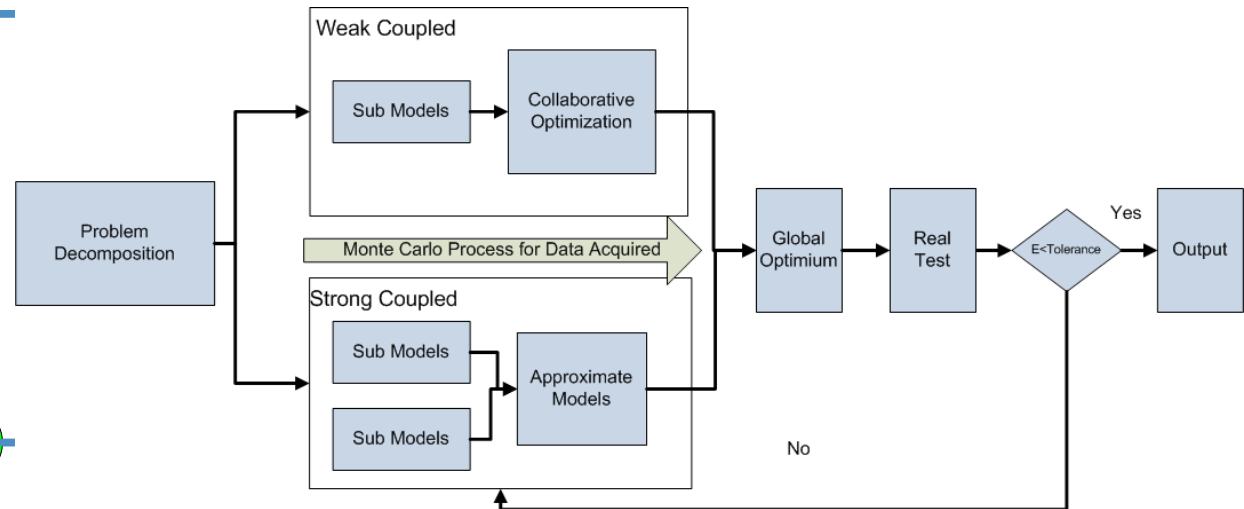 Weak Coupled
Sub Models
Collaborative
Optimization
Problem
Decomposition
Monte Carlo Process for Data Acquired
Strong Coupled
Sub Models
Sub Models
Approximate
Models
Global
Optimium
Real
Test
E<Tolerance
Yes
Output
No